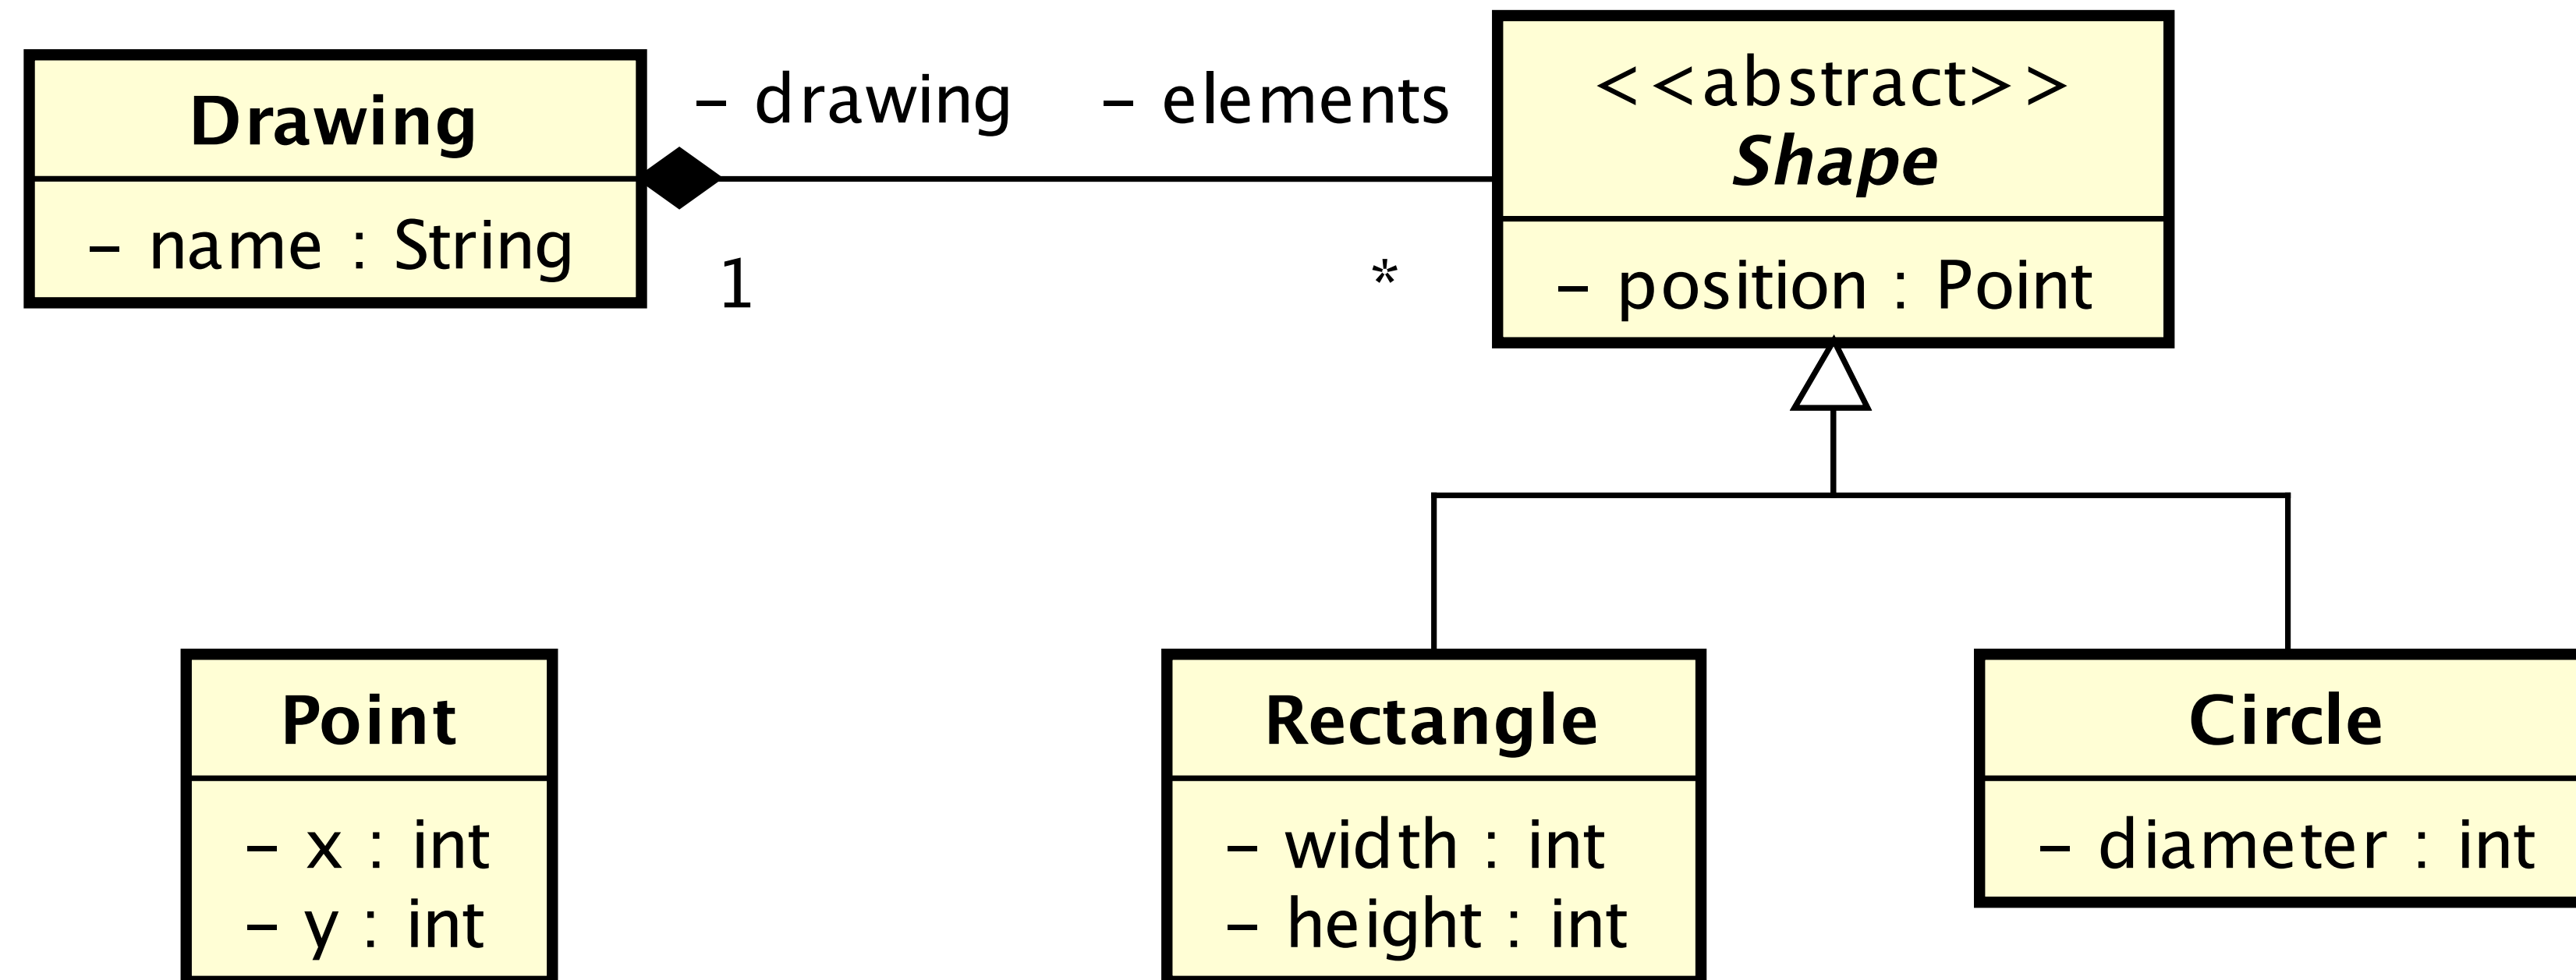 Drawing
– name : String
– drawing
– elements
1
*
<<abstract>>
Shape
– position : Point
Point
– x : int
– y : int
Rectangle
– width : int
– height : int
Circle
– diameter : int